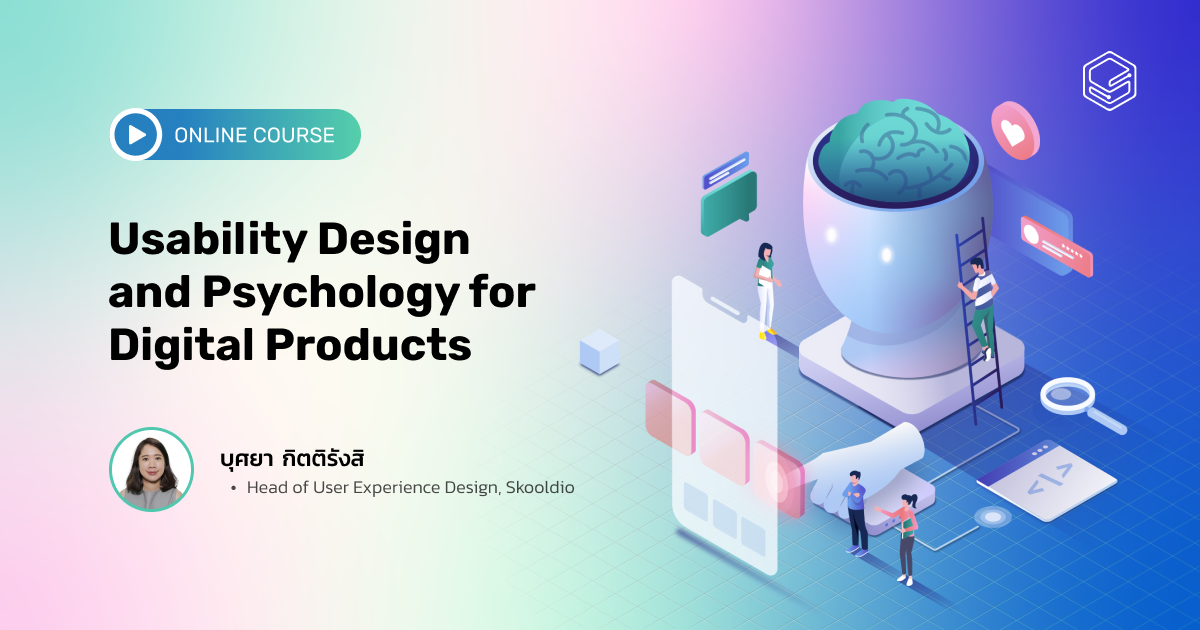 ONLINE COURSE
Usability Design
and Psychology for
Digital Products
บุศยา กิตติรังสิ
• Head of User Experience Design, Skooldio